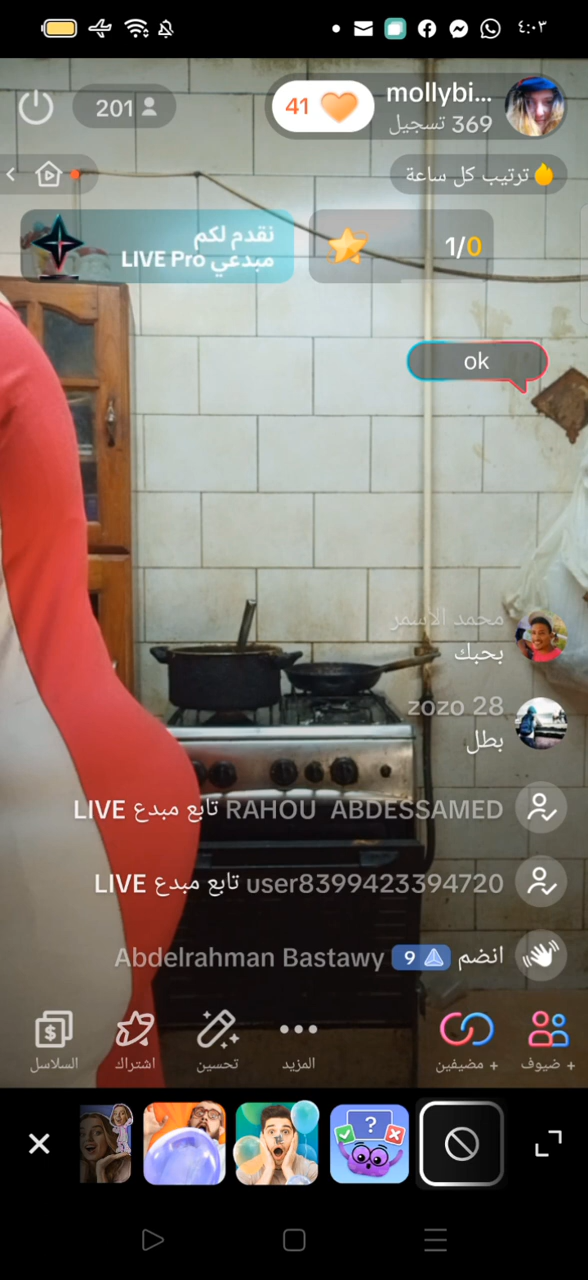 ٤:٠٣
mollybi...
369 تسجيل
41
201
ترتيب كل ساعة
1/0
نقدم لكم
مبدعي LIVE Pro
ok
محمد الاسمر
بحبك
zozo 28
بطل
RAHOU ABDESSAMED تابع مبدع LIVE
user8399423394720 تابع مبدع LIVE
انضم 9 Abdelrahman Bastawy
+ ضيوف
+ مضيفين
المزيد
تحسين
اشتراك
السلاسل